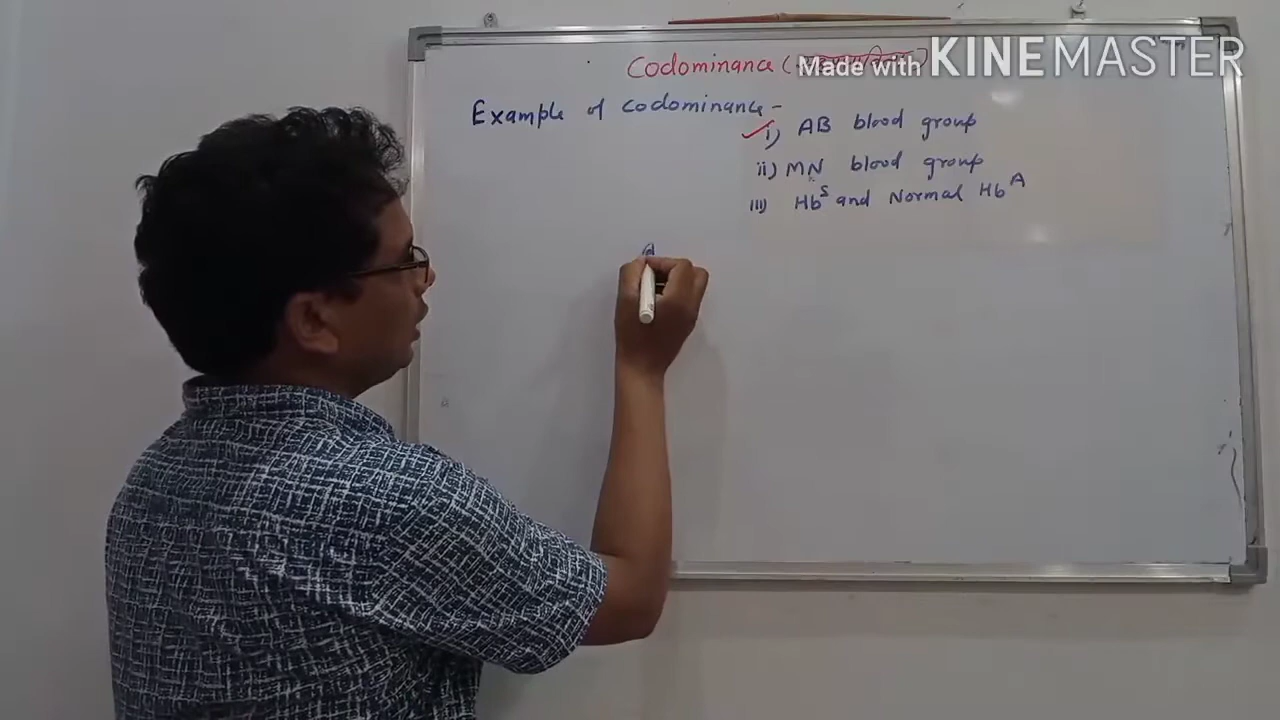 Codominance (
Made with KINEMASTER
Example of codominance -
i) AB blood group
ii) MN blood group
iii) Hb^S and Normal Hb^A